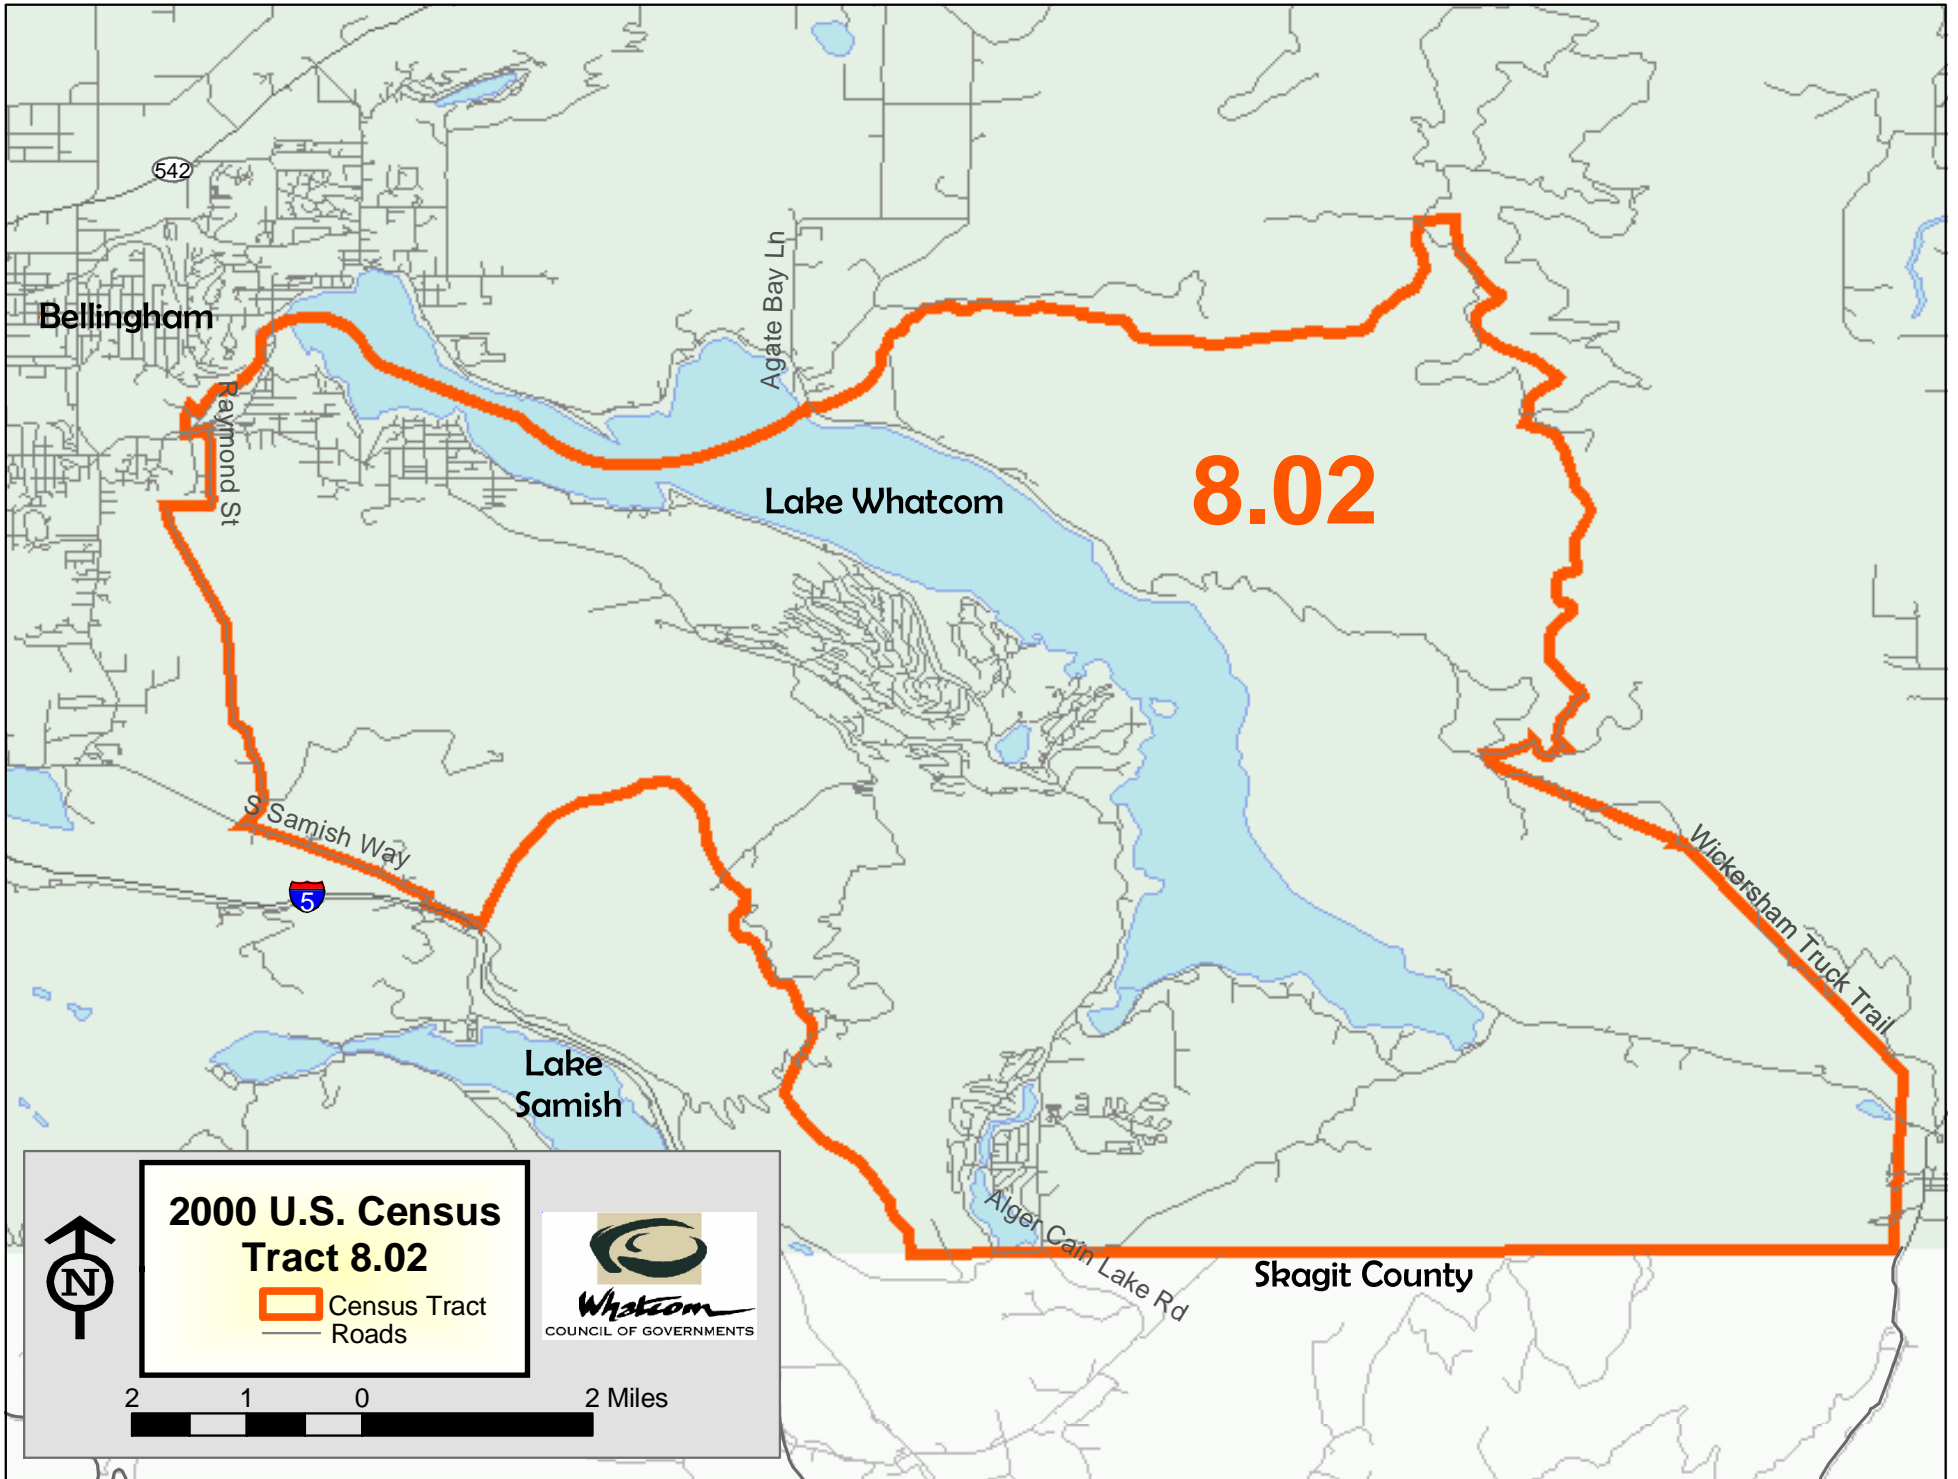 542
Bellingham
Agate Bay Ln
Raymond St
Lake Whatcom
8.02
S Samish Way
5
Wickersham Truck Trail
Lake
Samish
Alger Cain Lake Rd
Skagit County
2000 U.S. Census
Tract 8.02
Census Tract
Roads
N
Whatcom
COUNCIL OF GOVERNMENTS
2 1 0 2 Miles